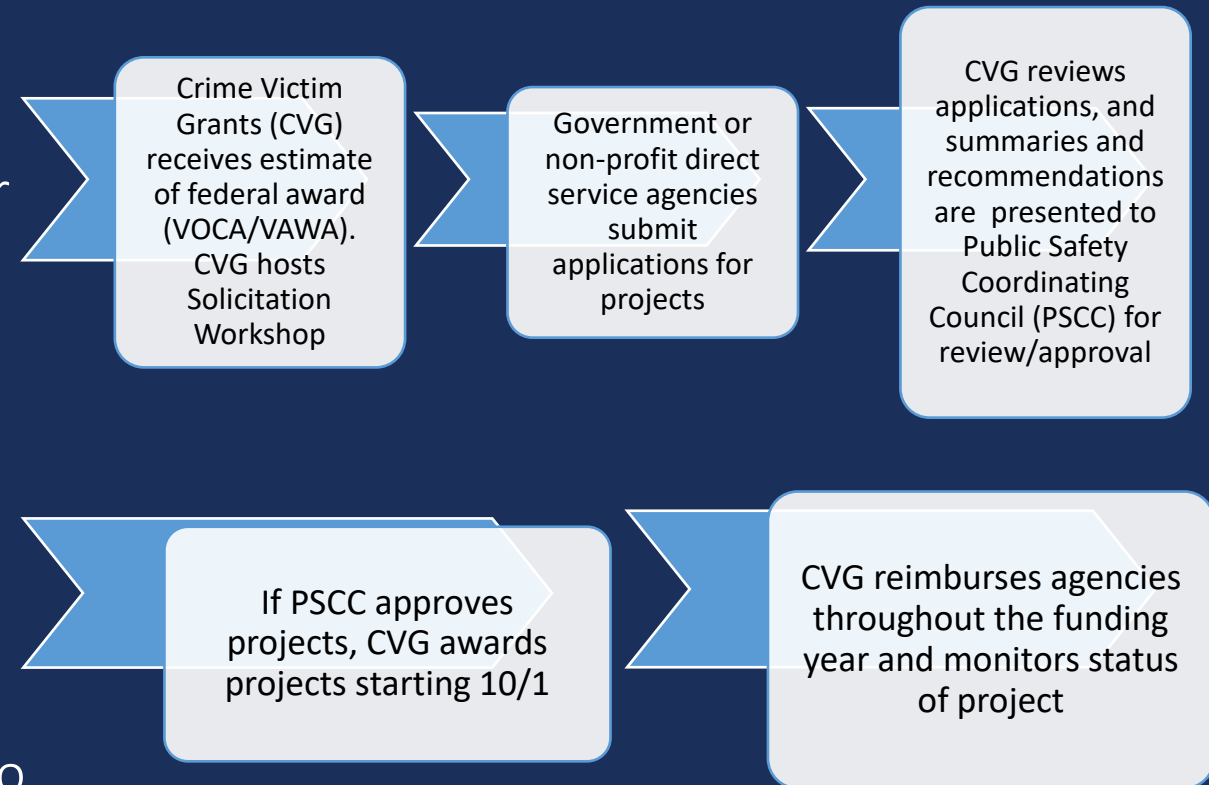 Crime Victim
Grants (CVG)
receives estimate
of federal award
(VOCA/VAWA).
CVG hosts
Solicitation
Workshop
Government or
non-profit direct
service agencies
submit
applications for
projects
CVG reviews
applications, and
summaries and
recommendations
are presented to
Public Safety
Coordinating
Council (PSCC) for
review/approval
If PSCC approves
projects, CVG awards
projects starting 10/1
CVG reimburses agencies
throughout the funding
year and monitors status
of project